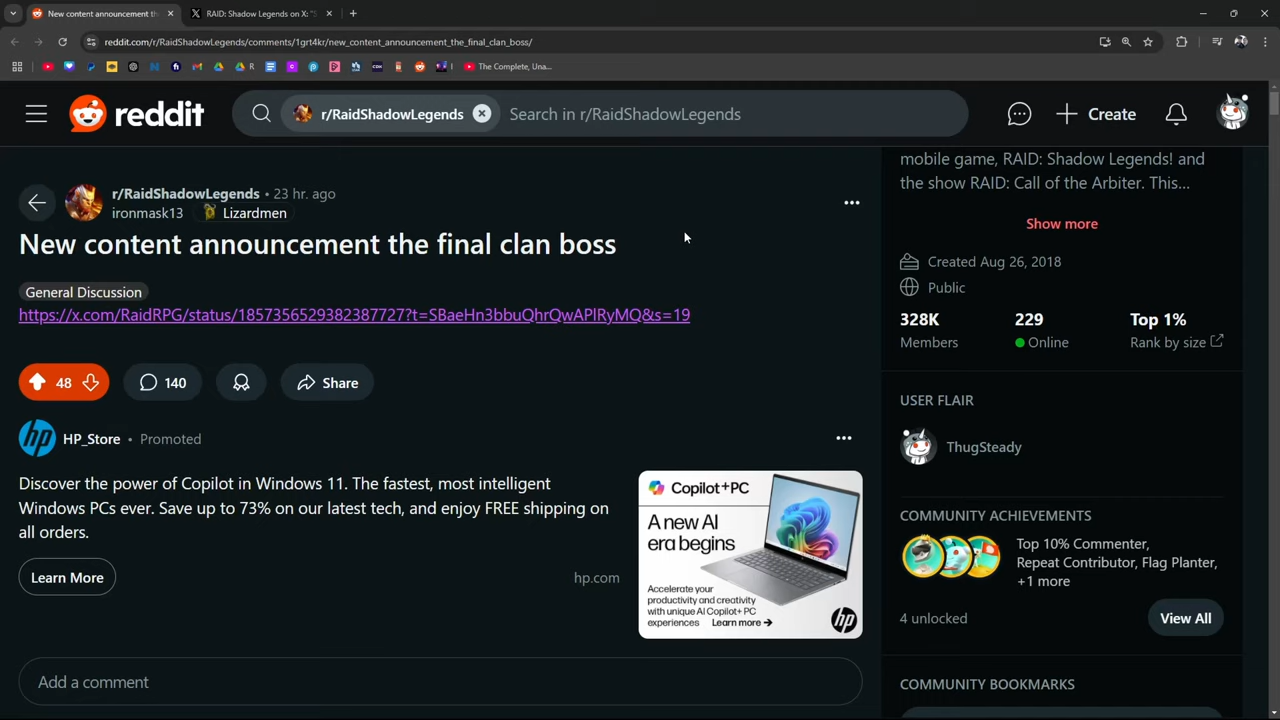 New content announcement th
RAID: Shadow Legends on X: "S
reddit.com/r/RaidShadowLegends/comments/1grt4kr/new_content_announcement_the_final_clan_boss/
The Complete, Una...
reddit
r/RaidShadowLegends
Search in r/RaidShadowLegends
Create
r/RaidShadowLegends • 23 hr. ago
ironmask13 Lizardmen
New content announcement the final clan boss
General Discussion
https://x.com/RaidRPG/status/1857356529382387727?t=SBaeHn3bbuQhrQwAPlRyMQ&s=19
48
140
Share
HP_Store • Promoted
Discover the power of Copilot in Windows 11. The fastest, most intelligent
Windows PCs ever. Save up to 73% on our latest tech, and enjoy FREE shipping on
all orders.
Learn More
hp.com
Copilot+PC
A new AI
era begins
Accelerate your
productivity and creativity
with unique AI Copilot+ PC
experiences Learn more →
hp
Add a comment
mobile game, RAID: Shadow Legends! and
the show RAID: Call of the Arbiter. This...
Show more
Created Aug 26, 2018
Public
328K 229 Top 1%
Members Online Rank by size
USER FLAIR
ThugSteady
COMMUNITY ACHIEVEMENTS
Top 10% Commenter,
Repeat Contributor, Flag Planter,
+1 more
4 unlocked
View All
COMMUNITY BOOKMARKS